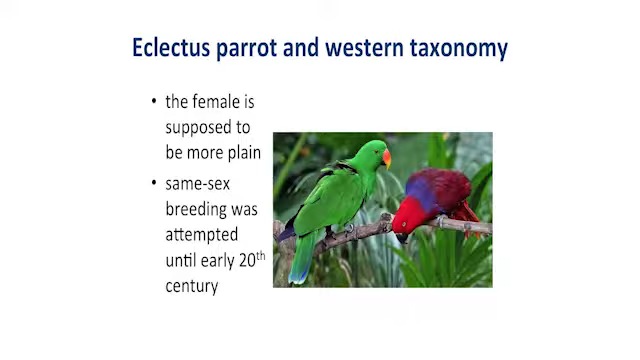 Eclectus parrot and western taxonomy
• the female is
supposed to
be more plain
• same-sex
breeding was
attempted
until early 20th
century